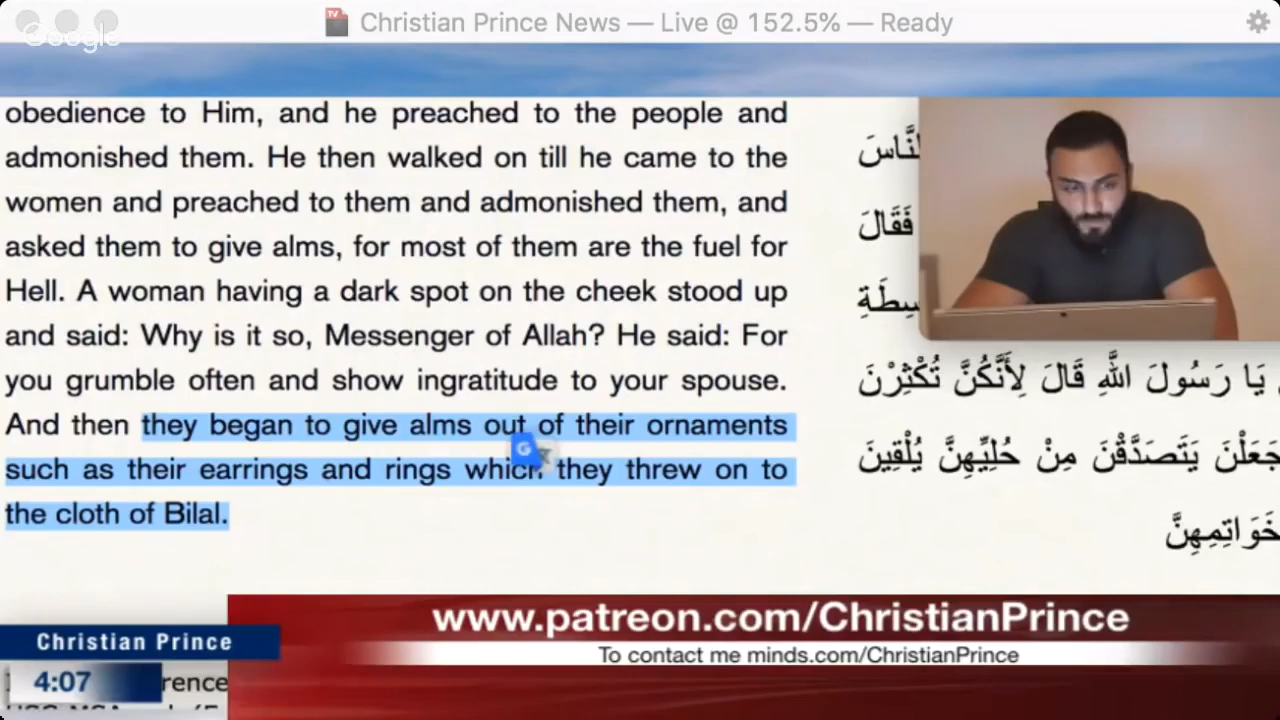 Christian Prince News — Live @ 152.5% — Ready
Google
obedience to Him, and he preached to the people and
admonished them. He then walked on till he came to the
women and preached to them and admonished them, and
asked them to give alms, for most of them are the fuel for
Hell. A woman having a dark spot on the cheek stood up
and said: Why is it so, Messenger of Allah? He said: For
you grumble often and show ingratitude to your spouse.
And then they began to give alms out of their ornaments
such as their earrings and rings which they threw on to
the cloth of Bilal.
فَقَالَ
يَا رَسُولَ اللَّهِ قَالَ لِأَنَّكُنَّ تُكْثِرْنَ
يَتَصَدَّقْنَ مِنْ حُلِيِّهِنَّ يُلْقِينَ
www.patreon.com/ChristianPrince
To contact me minds.com/ChristianPrince
Christian Prince
4:07